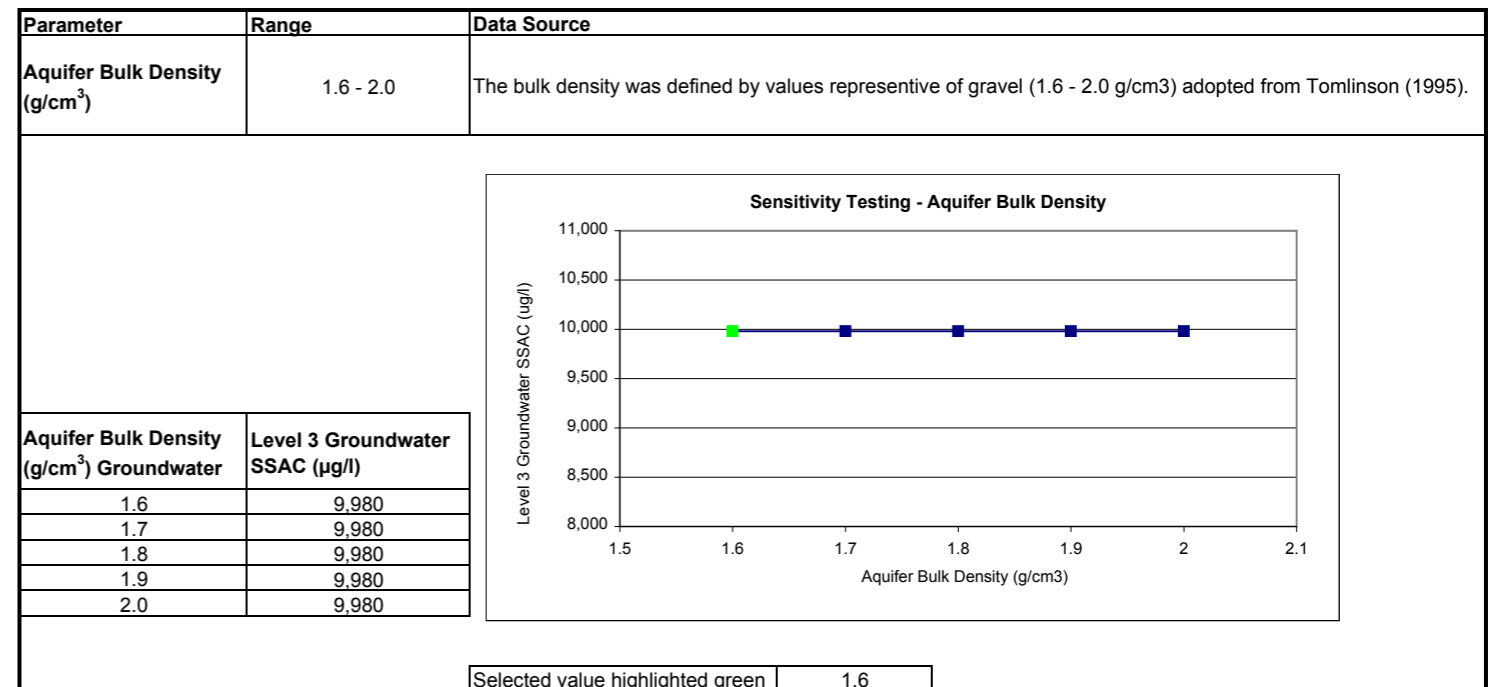 Parameter Range Data Source
Aquifer Bulk Density
(g/cm³)
1.6 - 2.0
The bulk density was defined by values representive of gravel (1.6 - 2.0 g/cm3) adopted from Tomlinson (1995).
Sensitivity Testing - Aquifer Bulk Density
Level 3 Groundwater SSAC (ug/l)
11,000
10,500
10,000
9,500
9,000
8,500
8,000
1.5 1.6 1.7 1.8 1.9 2 2.1
Aquifer Bulk Density (g/cm3)
Aquifer Bulk Density
(g/cm³) Groundwater
Level 3 Groundwater
SSAC (µg/l)
1.6 9,980
1.7 9,980
1.8 9,980
1.9 9,980
2.0 9,980
Selected value highlighted green 1.6